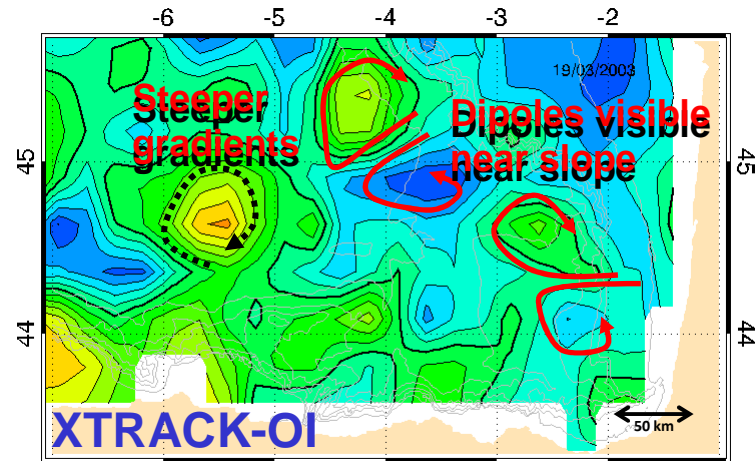 -6 -5 -4 -3 -2
19/03/2003
Steeper
gradients
Dipoles visible
near slope
45 45
44 44
XTRACK-OI
50 km